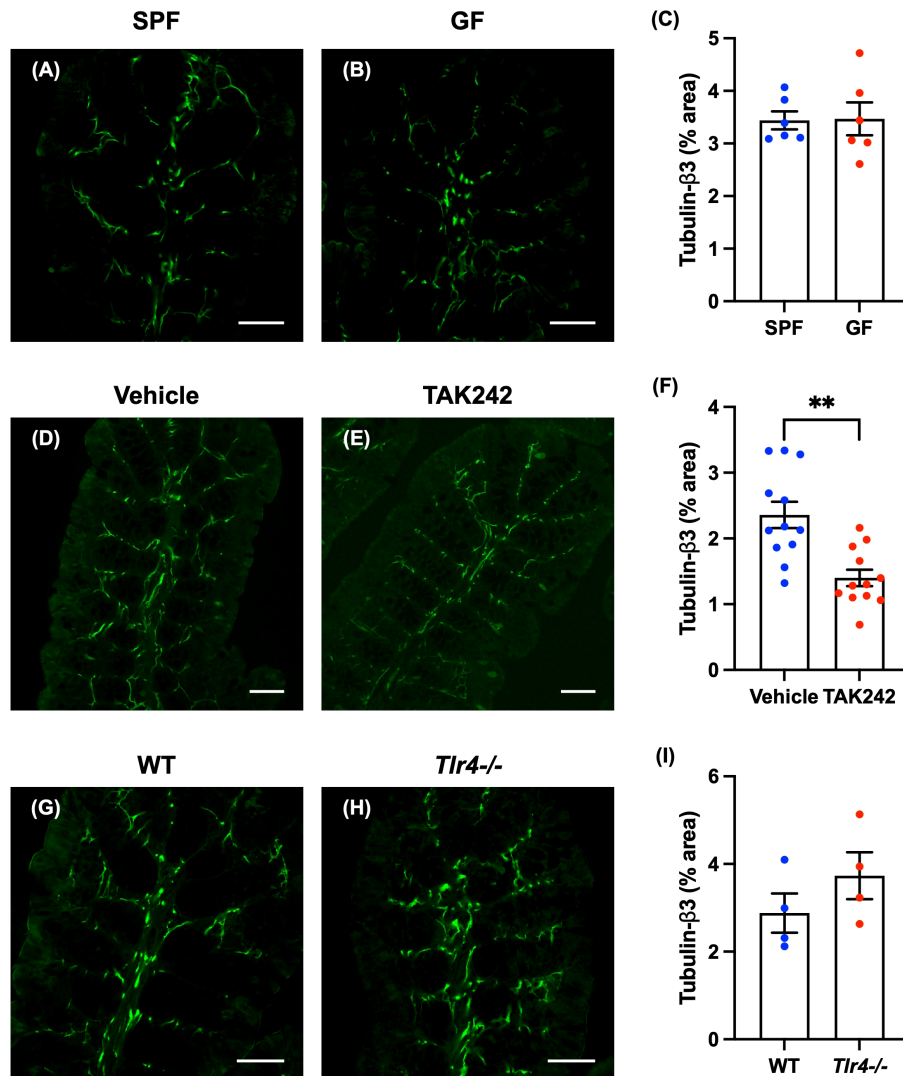 SPF
GF
(A)
(B)
(C)
Tubulin-β3 (% area)
5
4
3
2
1
0
SPF
GF
Vehicle
TAK242
(D)
(E)
(F)
Tubulin-β3 (% area)
**
4
3
2
1
0
Vehicle
TAK242
WT
Tlr4-/-
(G)
(H)
(I)
Tubulin-β3 (% area)
6
4
2
0
WT
Tlr4-/-